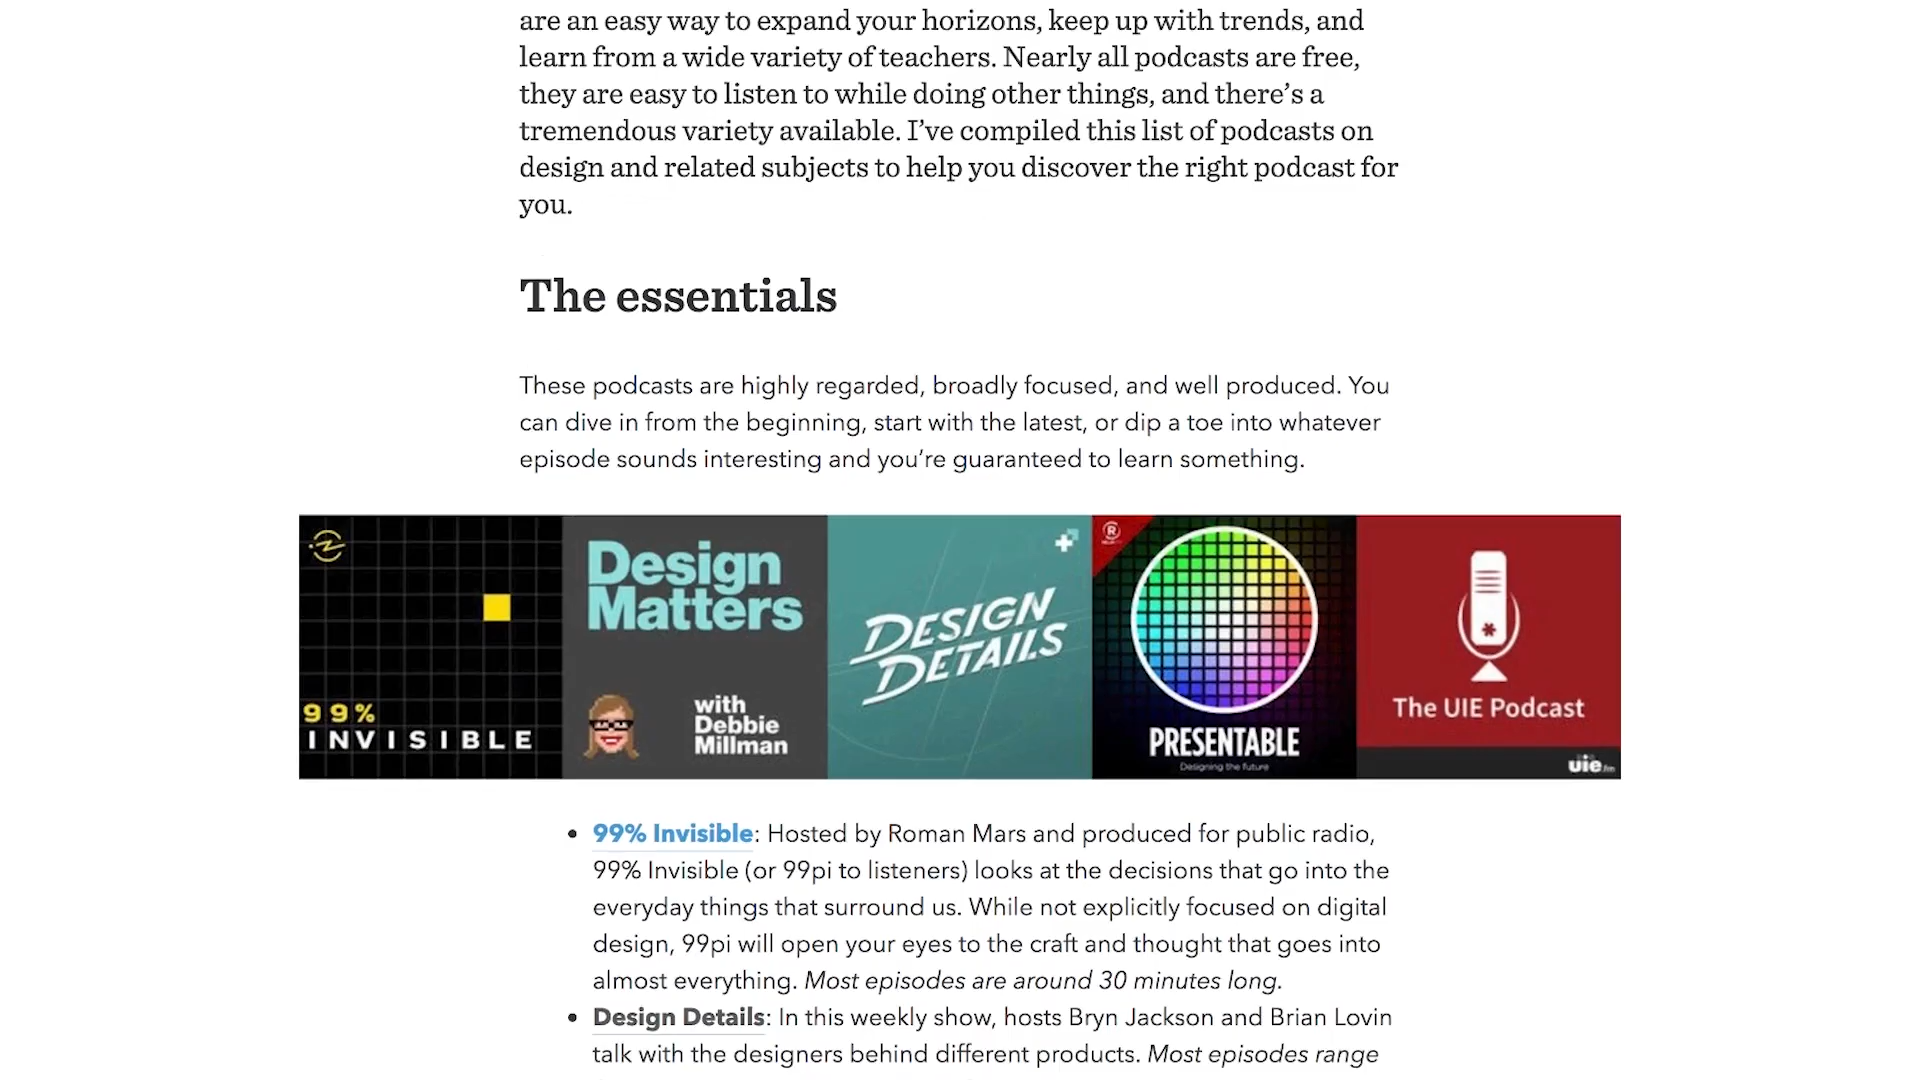 are an easy way to expand your horizons, keep up with trends, and
learn from a wide variety of teachers. Nearly all podcasts are free,
they are easy to listen to while doing other things, and there’s a
tremendous variety available. I’ve compiled this list of podcasts on
design and related subjects to help you discover the right podcast for
you.
The essentials
These podcasts are highly regarded, broadly focused, and well produced. You
can dive in from the beginning, start with the latest, or dip a toe into whatever
episode sounds interesting and you’re guaranteed to learn something.
99%
INVISIBLE
Design
Matters
with
Debbie
Millman
DESIGN
DETAILS
R
PRESENTABLE
Designing the future
The UIE Podcast
uie.fm
• 99% Invisible: Hosted by Roman Mars and produced for public radio,
99% Invisible (or 99pi to listeners) looks at the decisions that go into the
everyday things that surround us. While not explicitly focused on digital
design, 99pi will open your eyes to the craft and thought that goes into
almost everything. Most episodes are around 30 minutes long.
• Design Details: In this weekly show, hosts Bryn Jackson and Brian Lovin
talk with the designers behind different products. Most episodes range